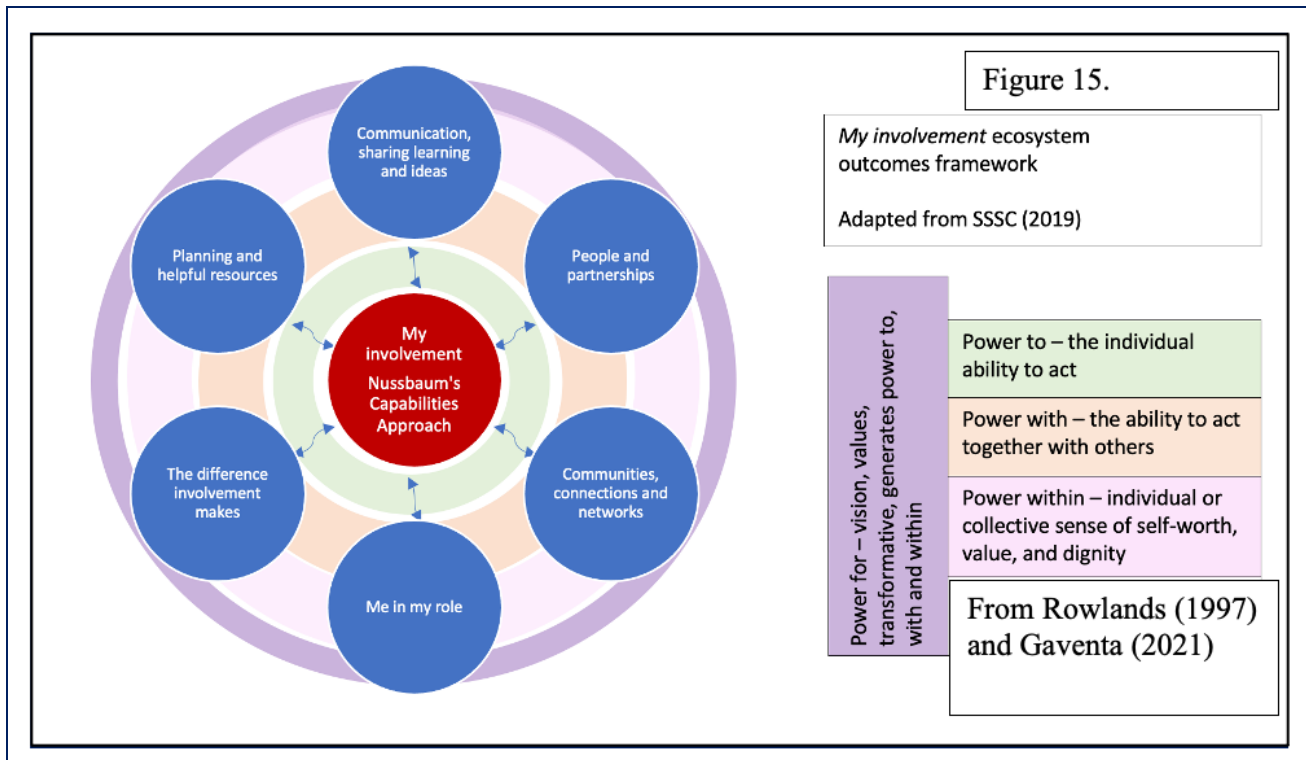 Figure 15.
My involvement ecosystem
outcomes framework
Adapted from SSSC (2019)
Communication,
sharing learning
and ideas
People and
partnerships
Communities,
connections and
networks
Me in my role
The difference
involvement
makes
Planning and
helpful resources
My
involvement
Nussbaum's
Capabilities
Approach
Power for – vision, values,
transformative, generates power to,
with and within
Power to – the individual
ability to act
Power with – the ability to act
together with others
Power within – individual or
collective sense of self-worth,
value, and dignity
From Rowlands (1997)
and Gaventa (2021)